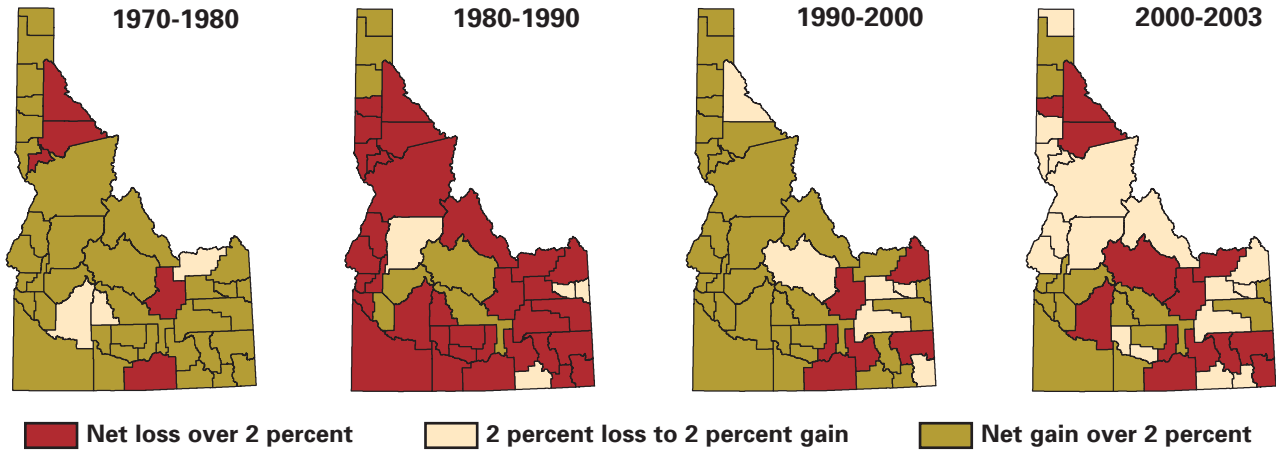 1970-1980
1980-1990
1990-2000
2000-2003
Net loss over 2 percent
2 percent loss to 2 percent gain
Net gain over 2 percent